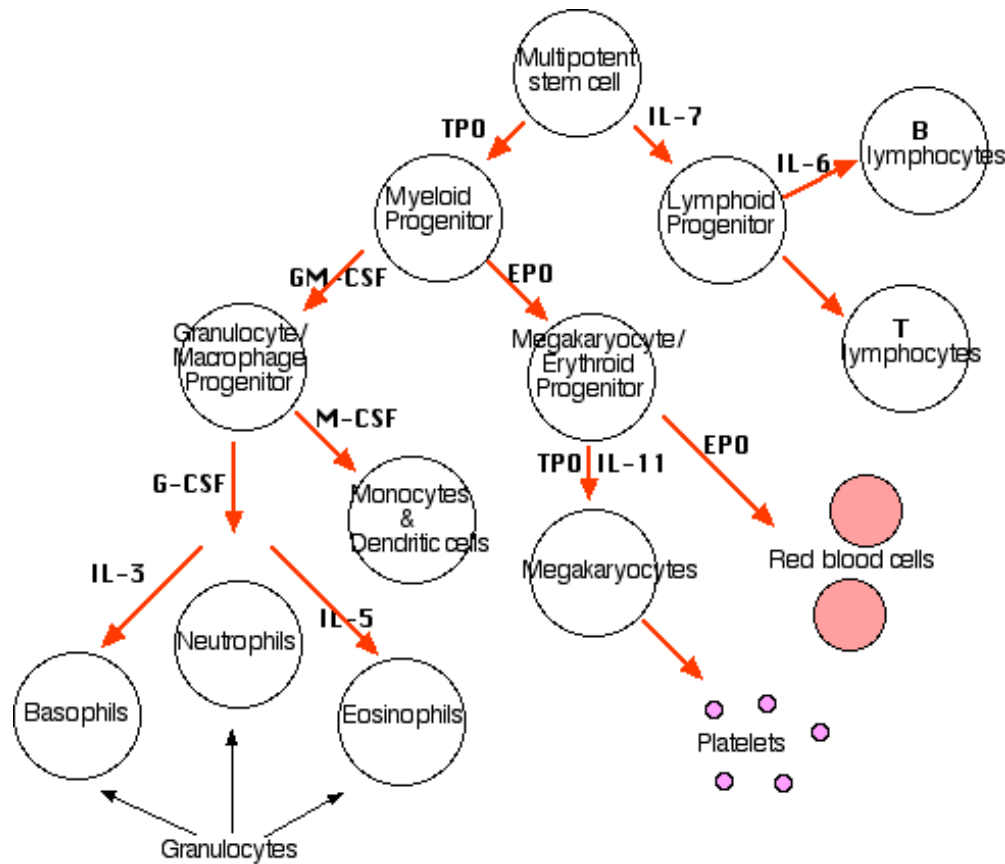 Multipotent
stem cell
TPO
IL-7
Myeloid
Progenitor
Lymphoid
Progenitor
IL-6
B
lymphocytes
T
lymphocytes
GM-CSF
EPO
Granulocyte/
Macrophage
Progenitor
Megakaryocyte/
Erythroid
Progenitor
M-CSF
G-CSF
TPO
IL-11
EPO
Monocytes
&
Dendritic cells
Megakaryocytes
Red blood cells
IL-3
Neutrophils
IL-5
Basophils
Eosinophils
Platelets
Granulocytes